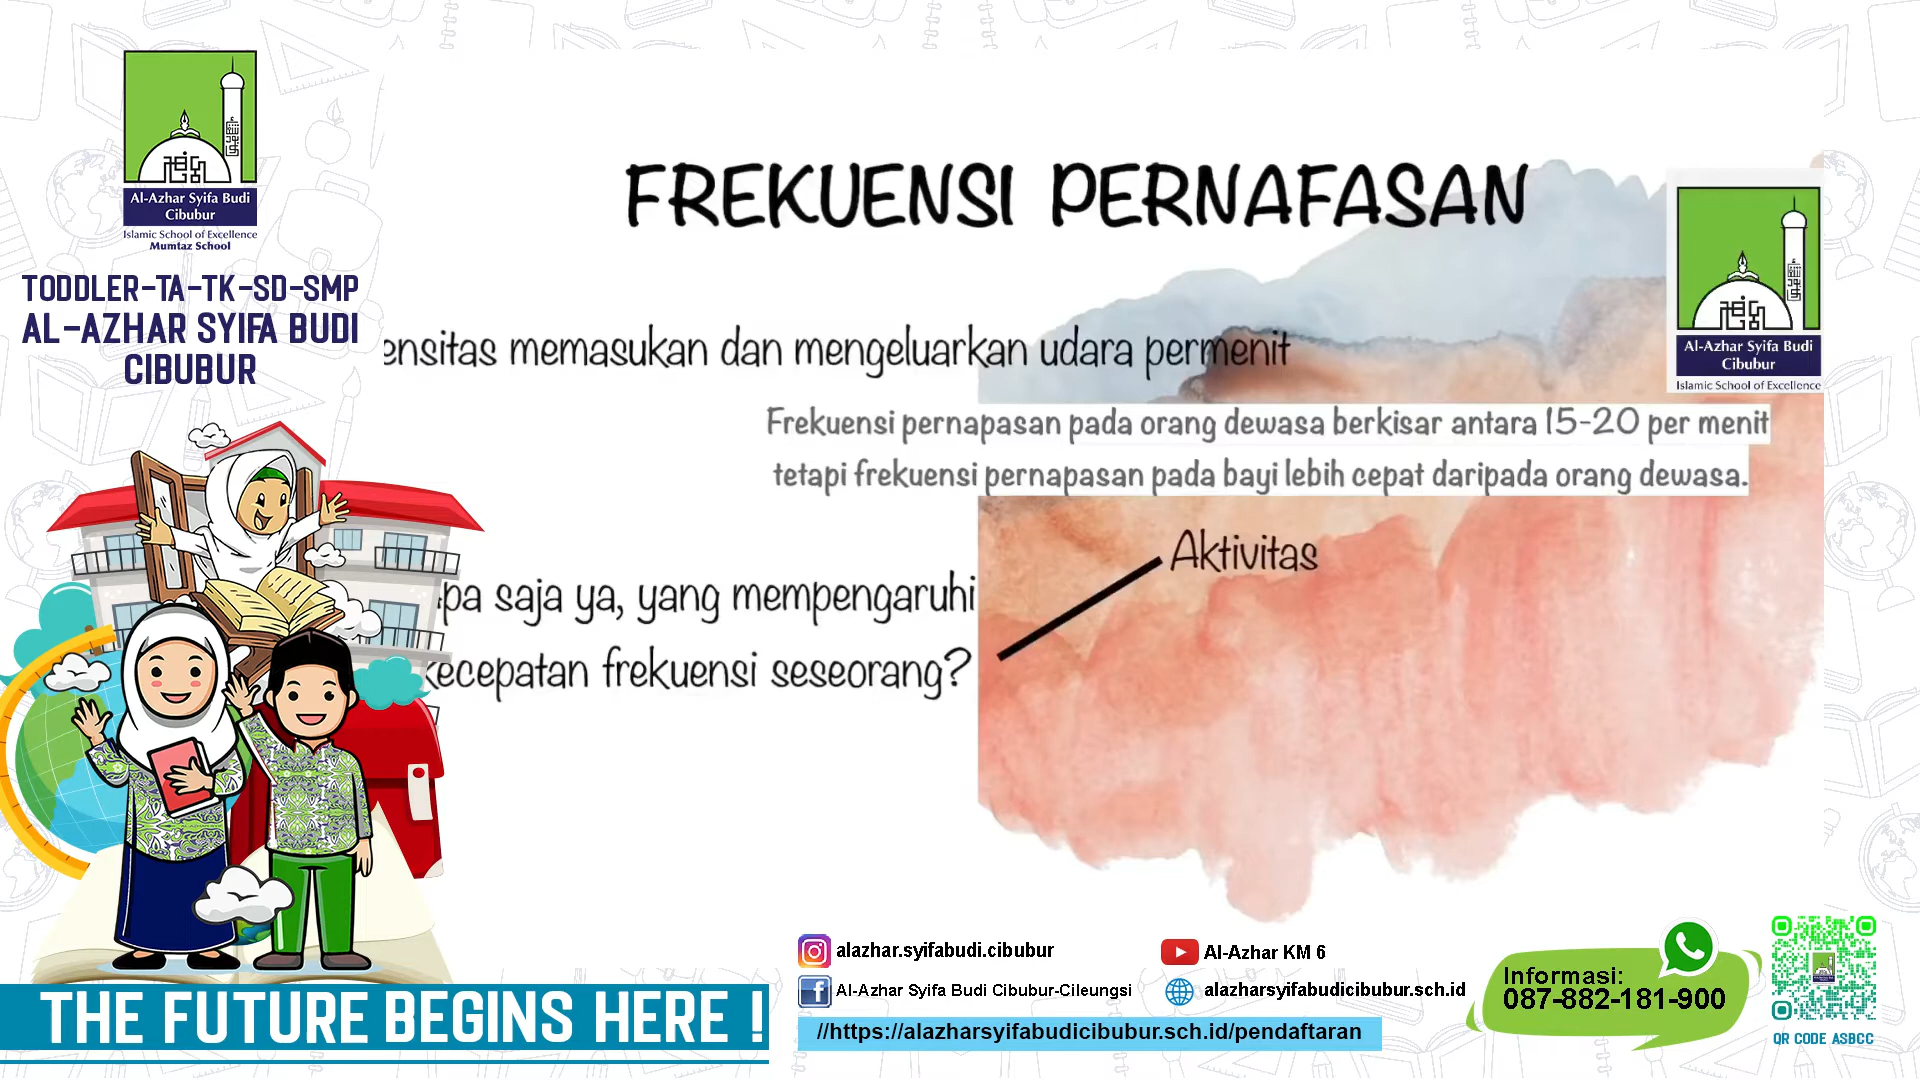 Al-Azhar Syifa Budi
Cibubur
Islamic School of Excellence
Mumtaz School
TODDLER-TA-TK-SD-SMP
AL-AZHAR SYIFA BUDI
CIBUBUR
FREKUENSI PERNAFASAN
Al-Azhar Syifa Budi
Cibubur
Islamic School of Excellence
ensitas memasukan dan mengeluarkan udara permenit
Frekuensi pernapasan pada orang dewasa berkisar antara 15-20 per menit
tetapi frekuensi pernapasan pada bayi lebih cepat daripada orang dewasa.
Aktivitas
pa saja ya, yang mempengaruhi
kecepatan frekuensi seseorang?
THE FUTURE BEGINS HERE !
alazhar.syifabudi.cibubur
Al-Azhar KM 6
Al-Azhar Syifa Budi Cibubur-Cileungsi
alazharsyifabudicibubur.sch.id
//https://alazharsyifabudicibubur.sch.id/pendaftaran
Informasi:
087-882-181-900
QR CODE ASBCC